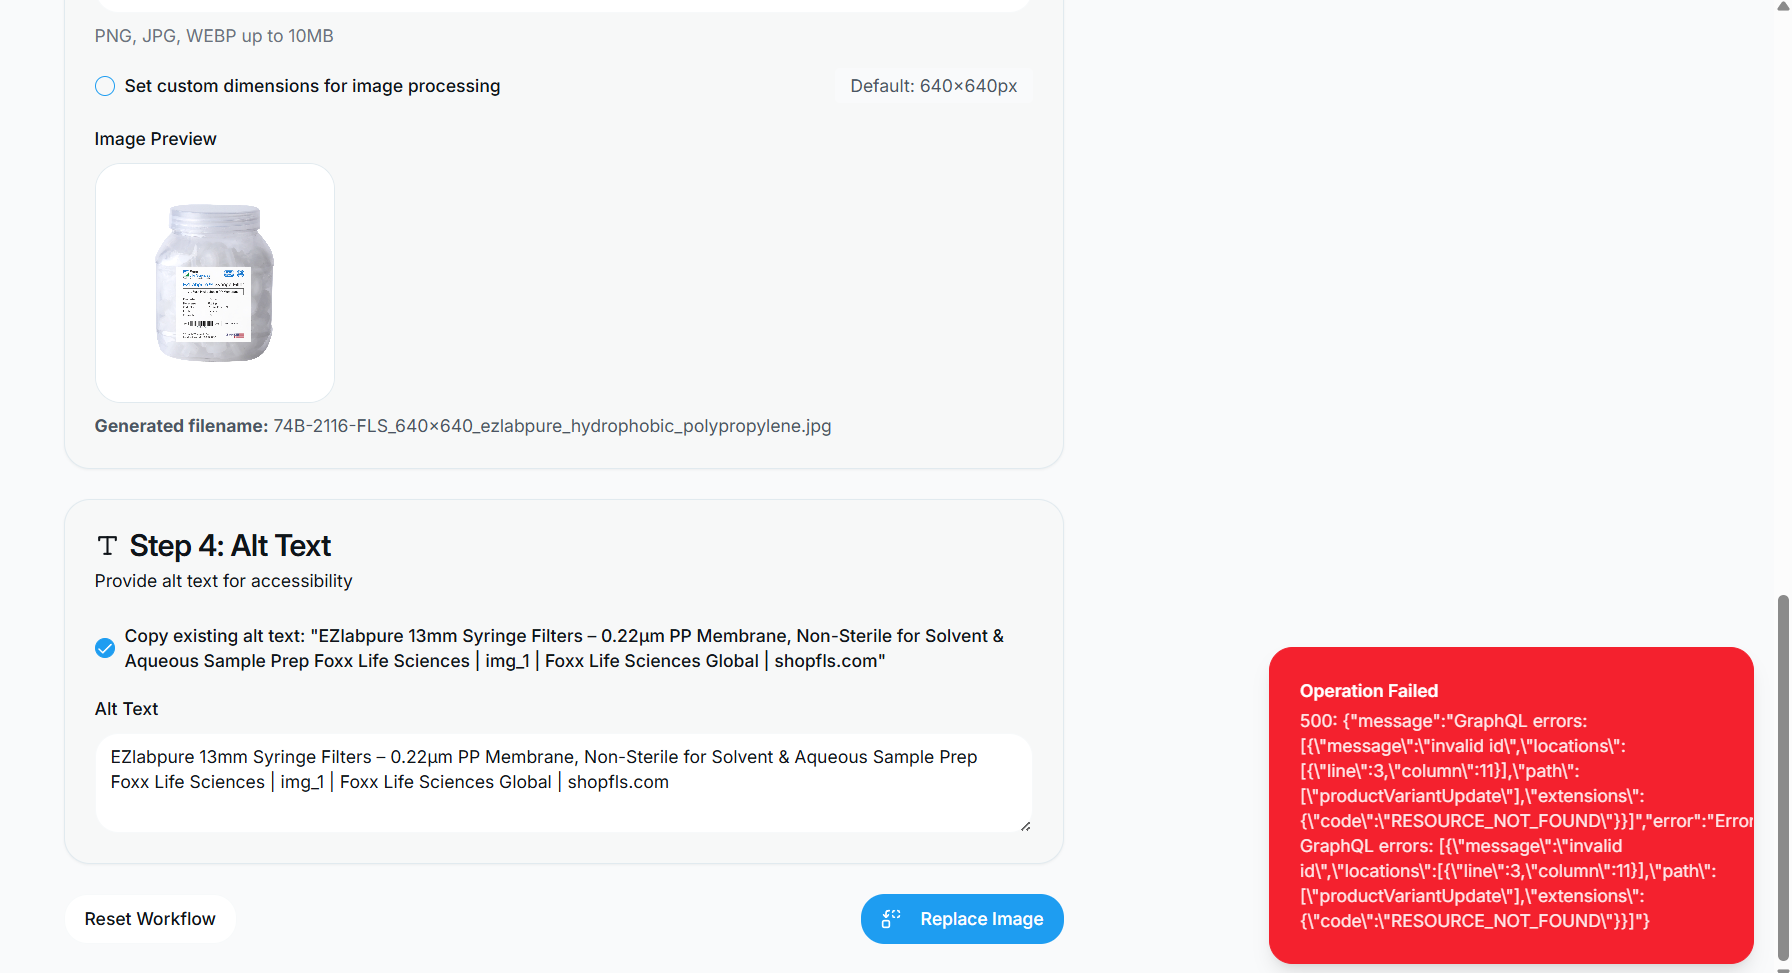 PNG, JPG, WEBP up to 10MB
Set custom dimensions for image processing
Default: 640×640px
Image Preview
Generated filename: 74B-2116-FLS_640×640_ezlabpure_hydrophobic_polypropylene.jpg
Step 4: Alt Text
Provide alt text for accessibility
Copy existing alt text: "EZlabpure 13mm Syringe Filters – 0.22µm PP Membrane, Non-Sterile for Solvent &
Aqueous Sample Prep Foxx Life Sciences | img_1 | Foxx Life Sciences Global | shopfls.com"
Alt Text
EZlabpure 13mm Syringe Filters – 0.22µm PP Membrane, Non-Sterile for Solvent & Aqueous Sample Prep
Foxx Life Sciences | img_1 | Foxx Life Sciences Global | shopfls.com
Reset Workflow
Replace Image
Operation Failed
500: {"message":"GraphQL errors:
[{\"message\":\"invalid id\",\"locations\":
[{\"line\":3,\"column\":11}],\"path\":
[\"productVariantUpdate\"],\"extensions\":
{\"code\":\"RESOURCE_NOT_FOUND\"}}]","error":"Error
GraphQL errors: [{\"message\":\"invalid
id\",\"locations\":[{\"line\":3,\"column\":11}],\"path\":
[\"productVariantUpdate\"],\"extensions\":
{\"code\":\"RESOURCE_NOT_FOUND\"}}]"}